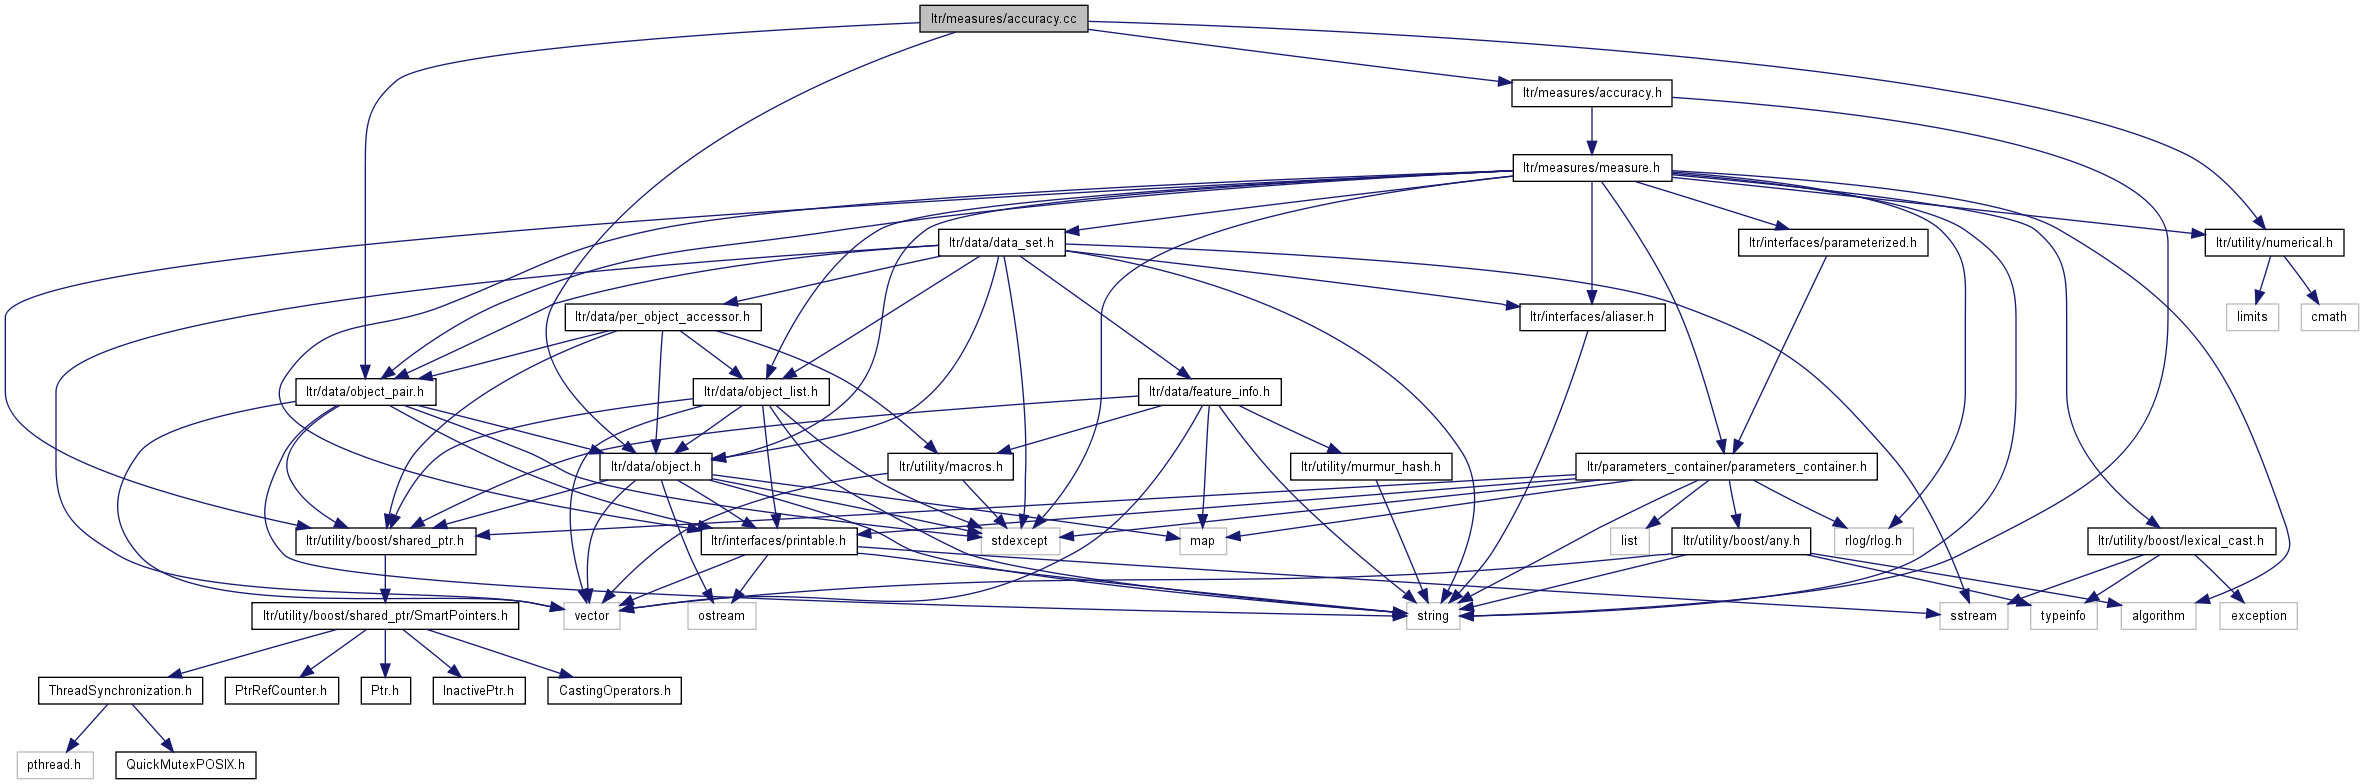 ltr/measures/accuracy.cc
ltr/measures/accuracy.h
ltr/measures/measure.h
ltr/data/data_set.h
ltr/interfaces/parameterized.h
ltr/utility/numerical.h
ltr/data/per_object_accessor.h
ltr/interfaces/aliaser.h
limits
cmath
ltr/data/object_pair.h
ltr/data/object_list.h
ltr/data/feature_info.h
ltr/data/object.h
ltr/utility/macros.h
ltr/utility/murmur_hash.h
ltr/parameters_container/parameters_container.h
ltr/utility/boost/shared_ptr.h
ltr/interfaces/printable.h
stdexcept
map
list
ltr/utility/boost/any.h
rlog/rlog.h
ltr/utility/boost/lexical_cast.h
ltr/utility/boost/shared_ptr/SmartPointers.h
vector
ostream
string
sstream
typeinfo
algorithm
exception
ThreadSynchronization.h
PtrRefCounter.h
Ptr.h
InactivePtr.h
CastingOperators.h
pthread.h
QuickMutexPOSIX.h